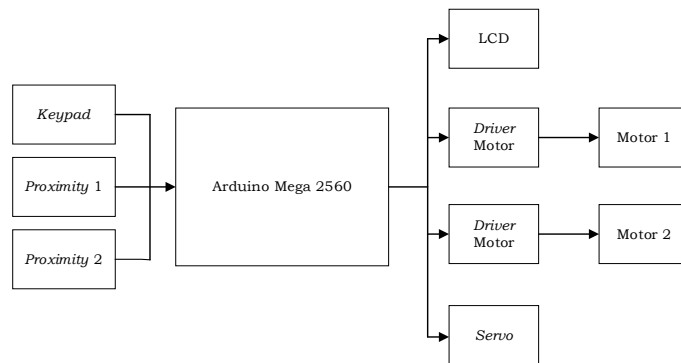 Keypad
Proximity 1
Proximity 2
Arduino Mega 2560
LCD
Driver
Motor
Motor 1
Driver
Motor
Motor 2
Servo